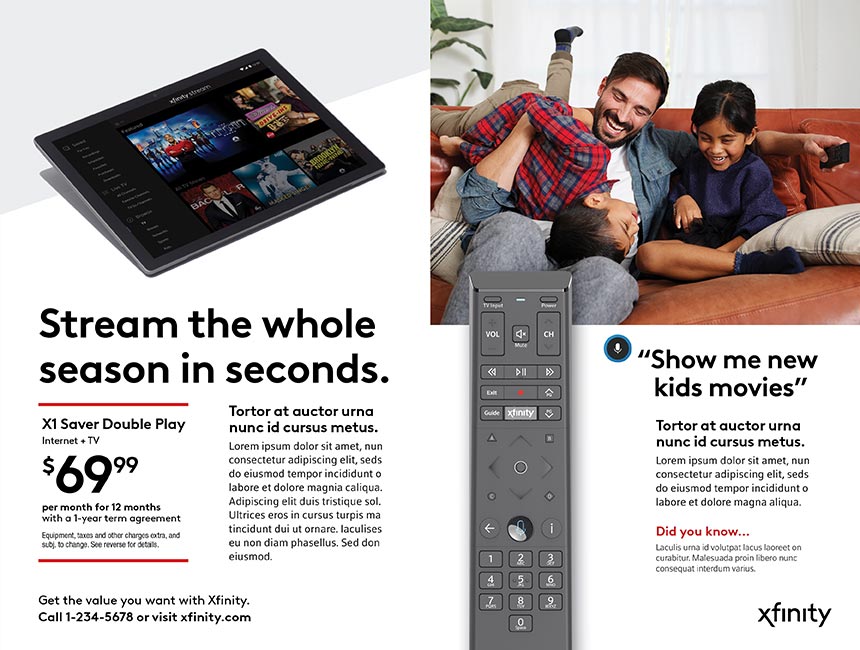 xfinity stream
Featured
Live TV
Stream the whole
season in seconds.
X1 Saver Double Play
Internet + TV
$69⁹⁹
per month for 12 months
with a 1-year term agreement
Equipment, taxes and other charges extra, and
subj. to change. See reverse for details.
Tortor at auctor urna
nunc id cursus metus.
Lorem ipsum dolor sit amet, nun
consectetur adipiscing elit, seds
do eiusmod tempor incididunt o
labore et dolore magna caliqua.
Adipiscing elit duis tristique sol.
Ultrices eros in cursus turpis ma
tincidunt dui ut ornare. Iaculises
eu non diam phasellus. Sed don
eiusmod.
Get the value you want with Xfinity.
Call 1-234-5678 or visit xfinity.com
TV Input Power
VOL CH
Mute
Exit
Guide xfinity
A B
C D
i
1 2 3
4 5 6
7 8 9
0
“Show me new
kids movies”
Tortor at auctor urna
nunc id cursus metus.
Lorem ipsum dolor sit amet, nun
consectetur adipiscing elit, seds
do eiusmod tempor incididunt o
labore et dolore magna aliqua.
Did you know...
Laculis urna id volutpat lacus laoreet on
curabitur. Malesuada proin libero nunc
consequat interdum varius.
xfinity